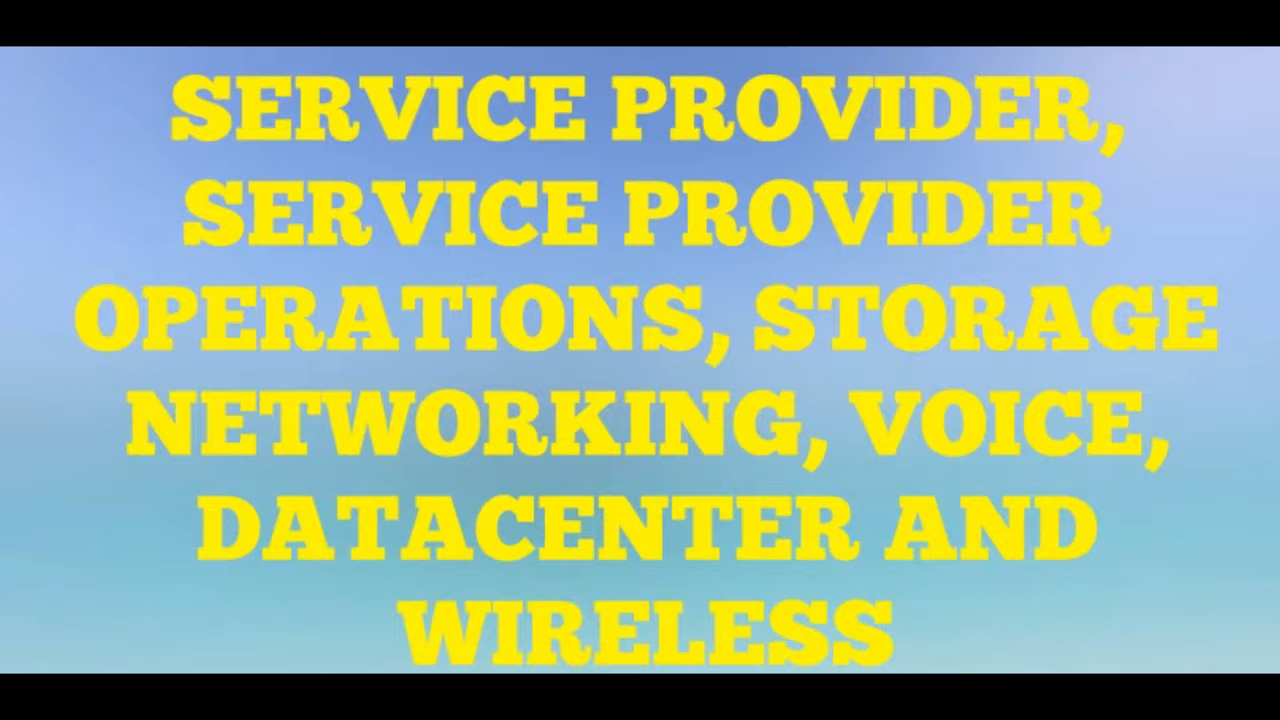 SERVICE PROVIDER,
SERVICE PROVIDER
OPERATIONS, STORAGE
NETWORKING, VOICE,
DATACENTER AND
WIRELESS